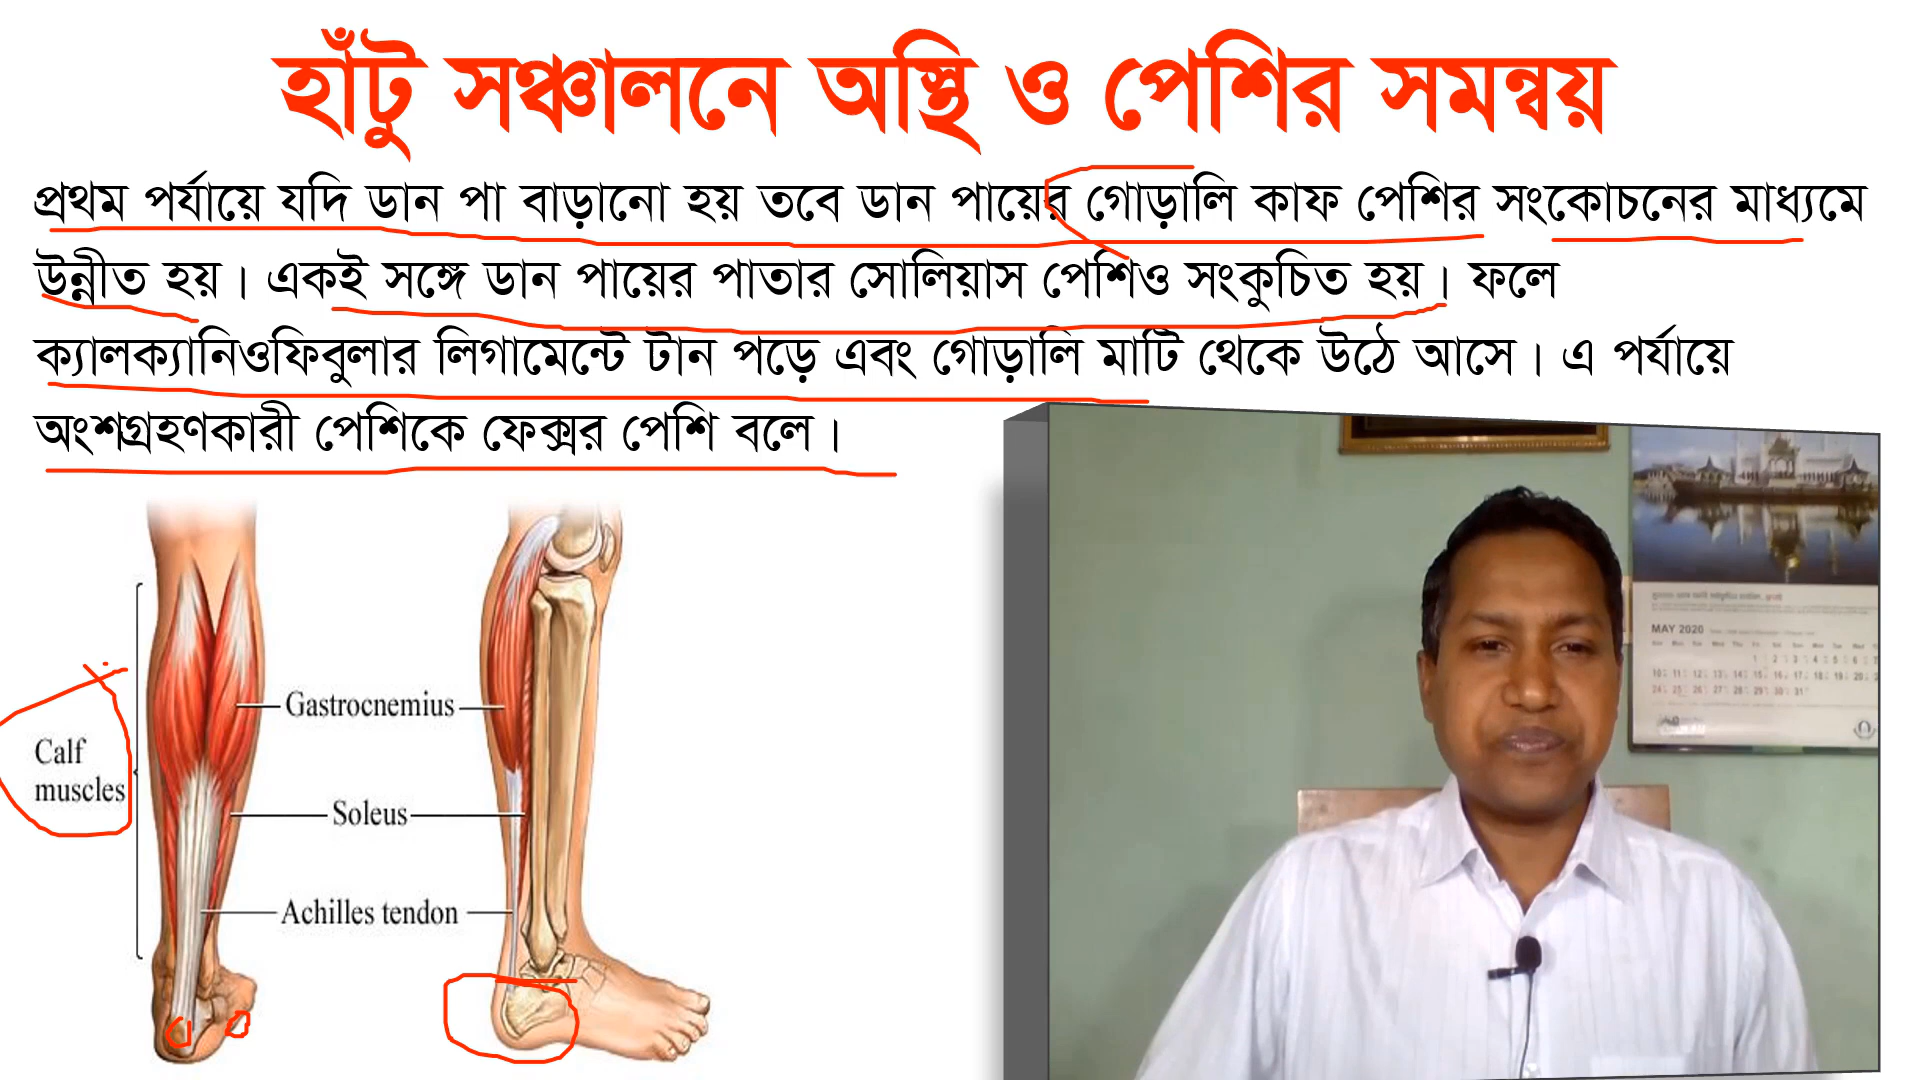 হাঁটু সঞ্চালনে অস্থি ও পেশির সমন্বয়
প্রথম পর্যায়ে যদি ডান পা বাড়ানো হয় তবে ডান পায়ের গোড়ালি কাফ পেশির সংকোচনের মাধ্যমে
উন্নীত হয়। একই সঙ্গে ডান পায়ের পাতার সোলিয়াস পেশিও সংকুচিত হয়। ফলে
ক্যালক্যানিওফিবুলার লিগামেন্টে টান পড়ে এবং গোড়ালি মাটি থেকে উঠে আসে। এ পর্যায়ে
অংশগ্রহণকারী পেশিকে ফেক্সর পেশি বলে।
Calf
muscles
Gastrocnemius
Soleus
Achilles tendon
MAY 2020